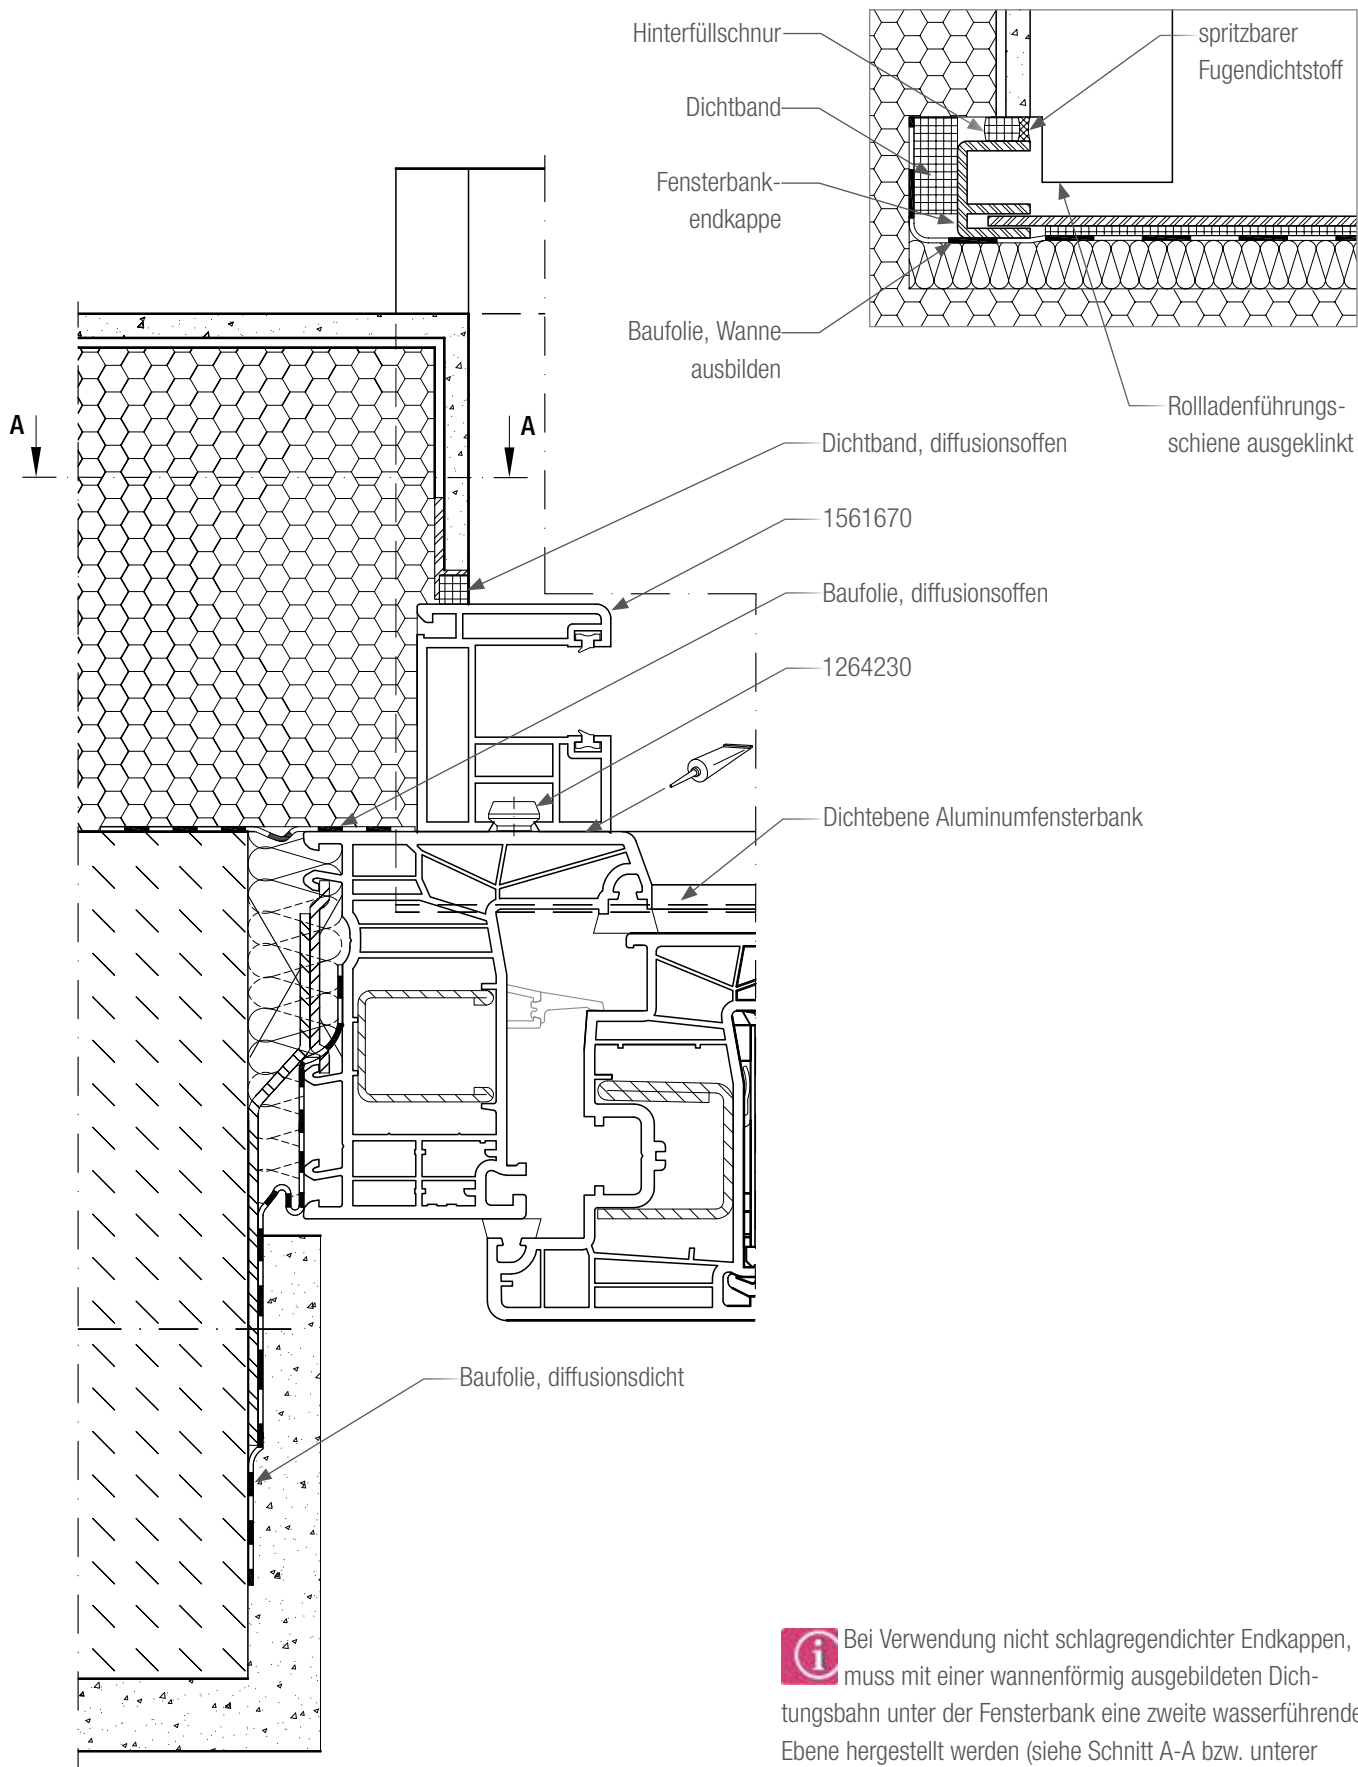 Hinterfüllschnur
spritzbarer
Fugendichtstoff
Dichtband
Fensterbank-
endkappe
Baufolie, Wanne
ausbilden
Rollladenführungs-
schiene ausgeklinkt
A
A
Dichtband, diffusionsoffen
1561670
Baufolie, diffusionsoffen
1264230
Dichtebene Aluminumfensterbank
Baufolie, diffusionsdicht
i Bei Verwendung nicht schlagregendichter Endkappen,
muss mit einer wannenförmig ausgebildeten Dich-
tungsbahn unter der Fensterbank eine zweite wasserführende
Ebene hergestellt werden (siehe Schnitt A-A bzw. unterer